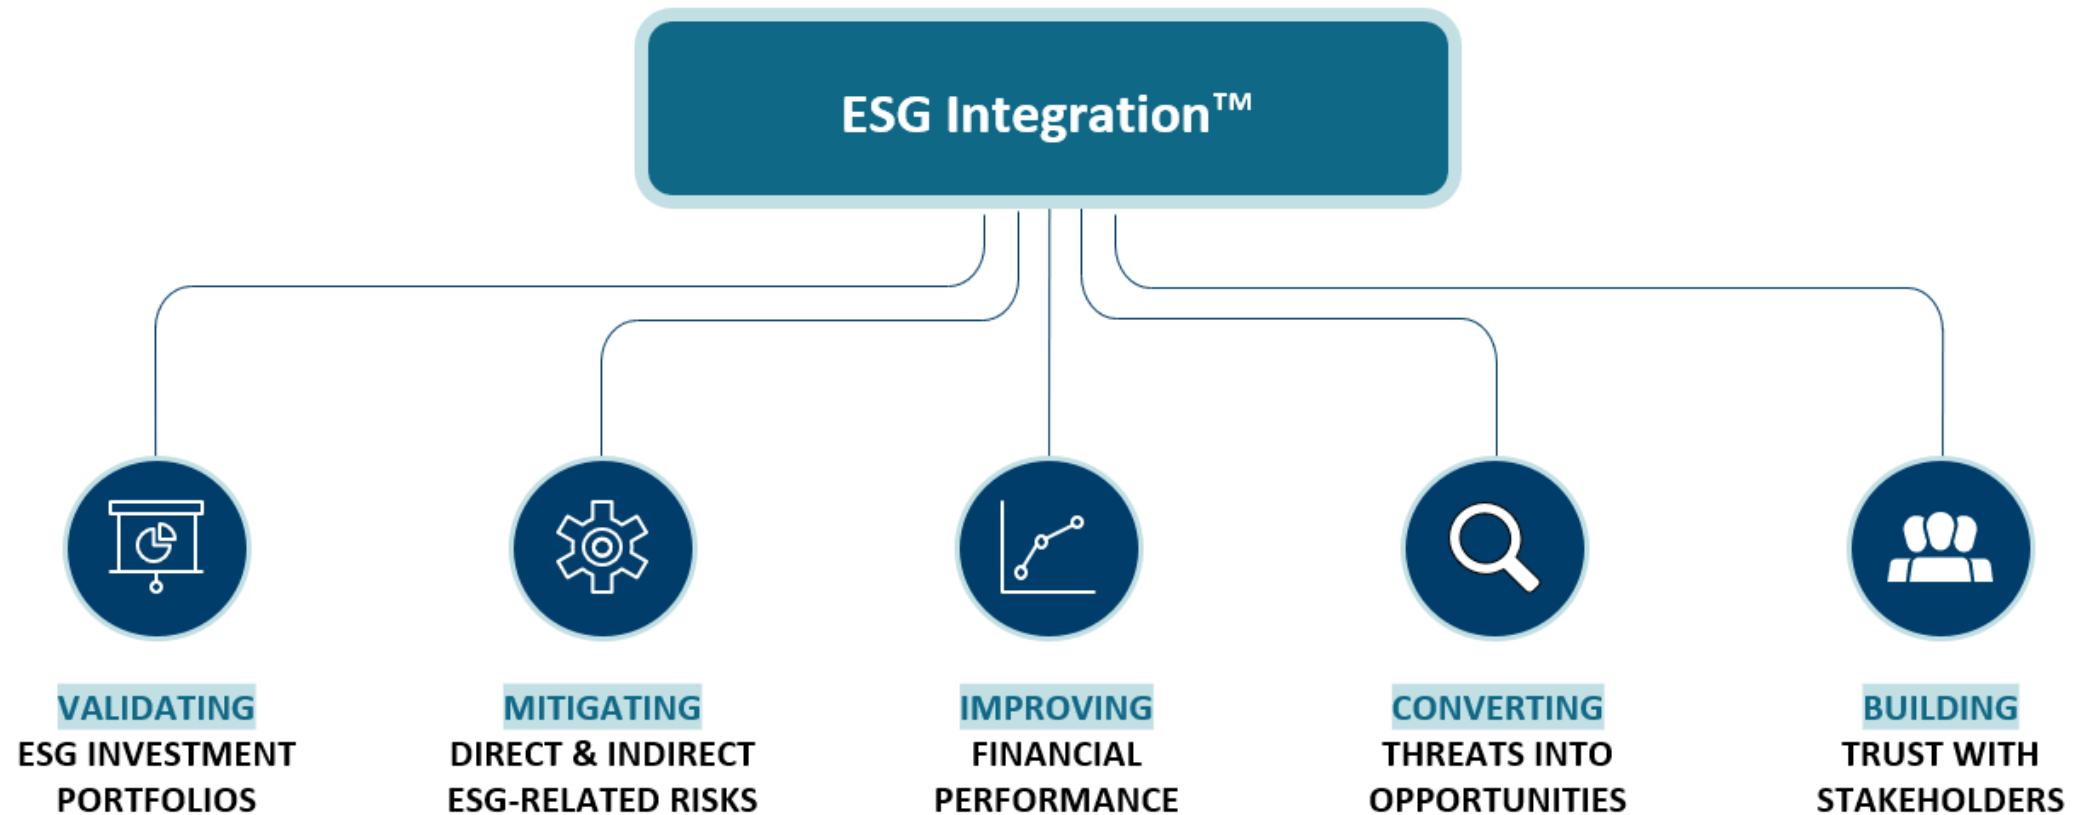 ESG Integration™
VALIDATING
ESG INVESTMENT
PORTFOLIOS
MITIGATING
DIRECT & INDIRECT
ESG-RELATED RISKS
IMPROVING
FINANCIAL
PERFORMANCE
CONVERTING
THREATS INTO
OPPORTUNITIES
BUILDING
TRUST WITH
STAKEHOLDERS